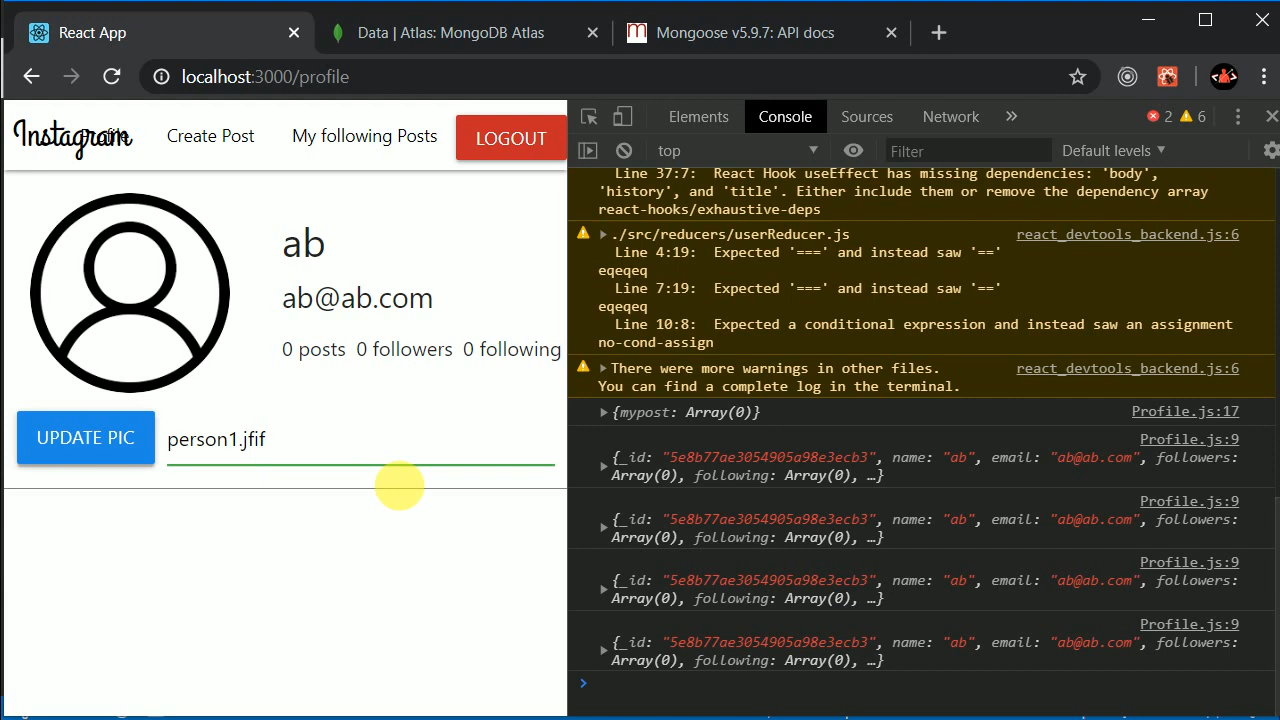 React App
Data | Atlas: MongoDB Atlas
Mongoose v5.9.7: API docs
localhost:3000/profile
Instagram
Profile
Create Post
My following Posts
LOGOUT
ab
ab@ab.com
0 posts 0 followers 0 following
UPDATE PIC
person1.jfif
Elements
Console
Sources
Network
2
6
top
Filter
Default levels
Line 37:7: React Hook useEffect has missing dependencies: 'body',
'history', and 'title'. Either include them or remove the dependency array
react-hooks/exhaustive-deps
./src/reducers/userReducer.js react_devtools_backend.js:6
Line 4:19: Expected '===' and instead saw '=='
eqeqeq
Line 7:19: Expected '===' and instead saw '=='
eqeqeq
Line 10:8: Expected a conditional expression and instead saw an assignment
no-cond-assign
There were more warnings in other files. react_devtools_backend.js:6
You can find a complete log in the terminal.
{mypost: Array(0)} Profile.js:17
Profile.js:9
{_id: "5e8b77ae3054905a98e3ecb3", name: "ab", email: "ab@ab.com", followers:
Array(0), following: Array(0), …}
Profile.js:9
{_id: "5e8b77ae3054905a98e3ecb3", name: "ab", email: "ab@ab.com", followers:
Array(0), following: Array(0), …}
Profile.js:9
{_id: "5e8b77ae3054905a98e3ecb3", name: "ab", email: "ab@ab.com", followers:
Array(0), following: Array(0), …}
Profile.js:9
{_id: "5e8b77ae3054905a98e3ecb3", name: "ab", email: "ab@ab.com", followers:
Array(0), following: Array(0), …}